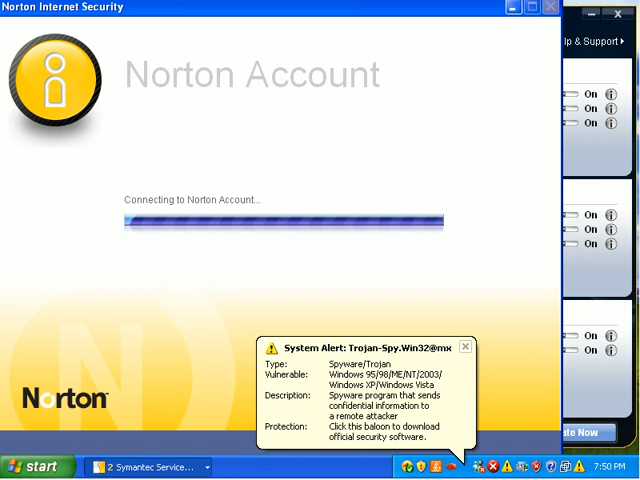 Norton Internet Security
lp & Support
Norton Account
On
On
On
Connecting to Norton Account...
On
On
On
System Alert: Trojan-Spy.Win32@mx
Type: Spyware/Trojan
Vulnerable: Windows 95/98/ME/NT/2003/
Windows XP/Windows Vista
Description: Spyware program that sends
confidential information to
a remote attacker
Protection: Click this baloon to download
official security software.
On
On
Norton
ate Now
start
2 Symantec Service...
7:50 PM